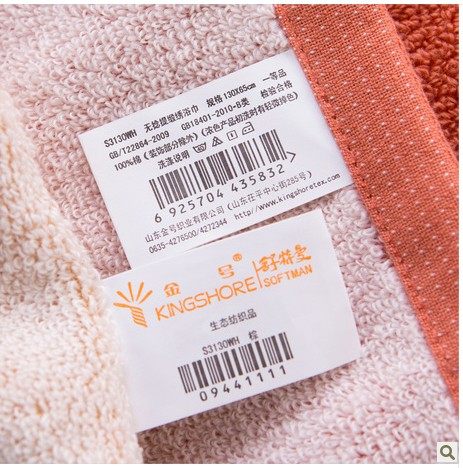 S3130WH 无捻提缎绣浴巾 规格 130X65cm 一等品
GB/T22864-2009 GB18401-2010-B类 检验合格
100%棉 (装饰部分除外) (浓色产品初洗时有轻微掉色)
洗涤说明
6 925704 435832
山东金号织业有限公司 (山东茌平中心街285号)
0635-4276500/4272344 http://www.kingshoretex.com
金号® 舒特曼
KINGSHORE SOFTMAN
生态纺织品
S3130WH 棕
09441111